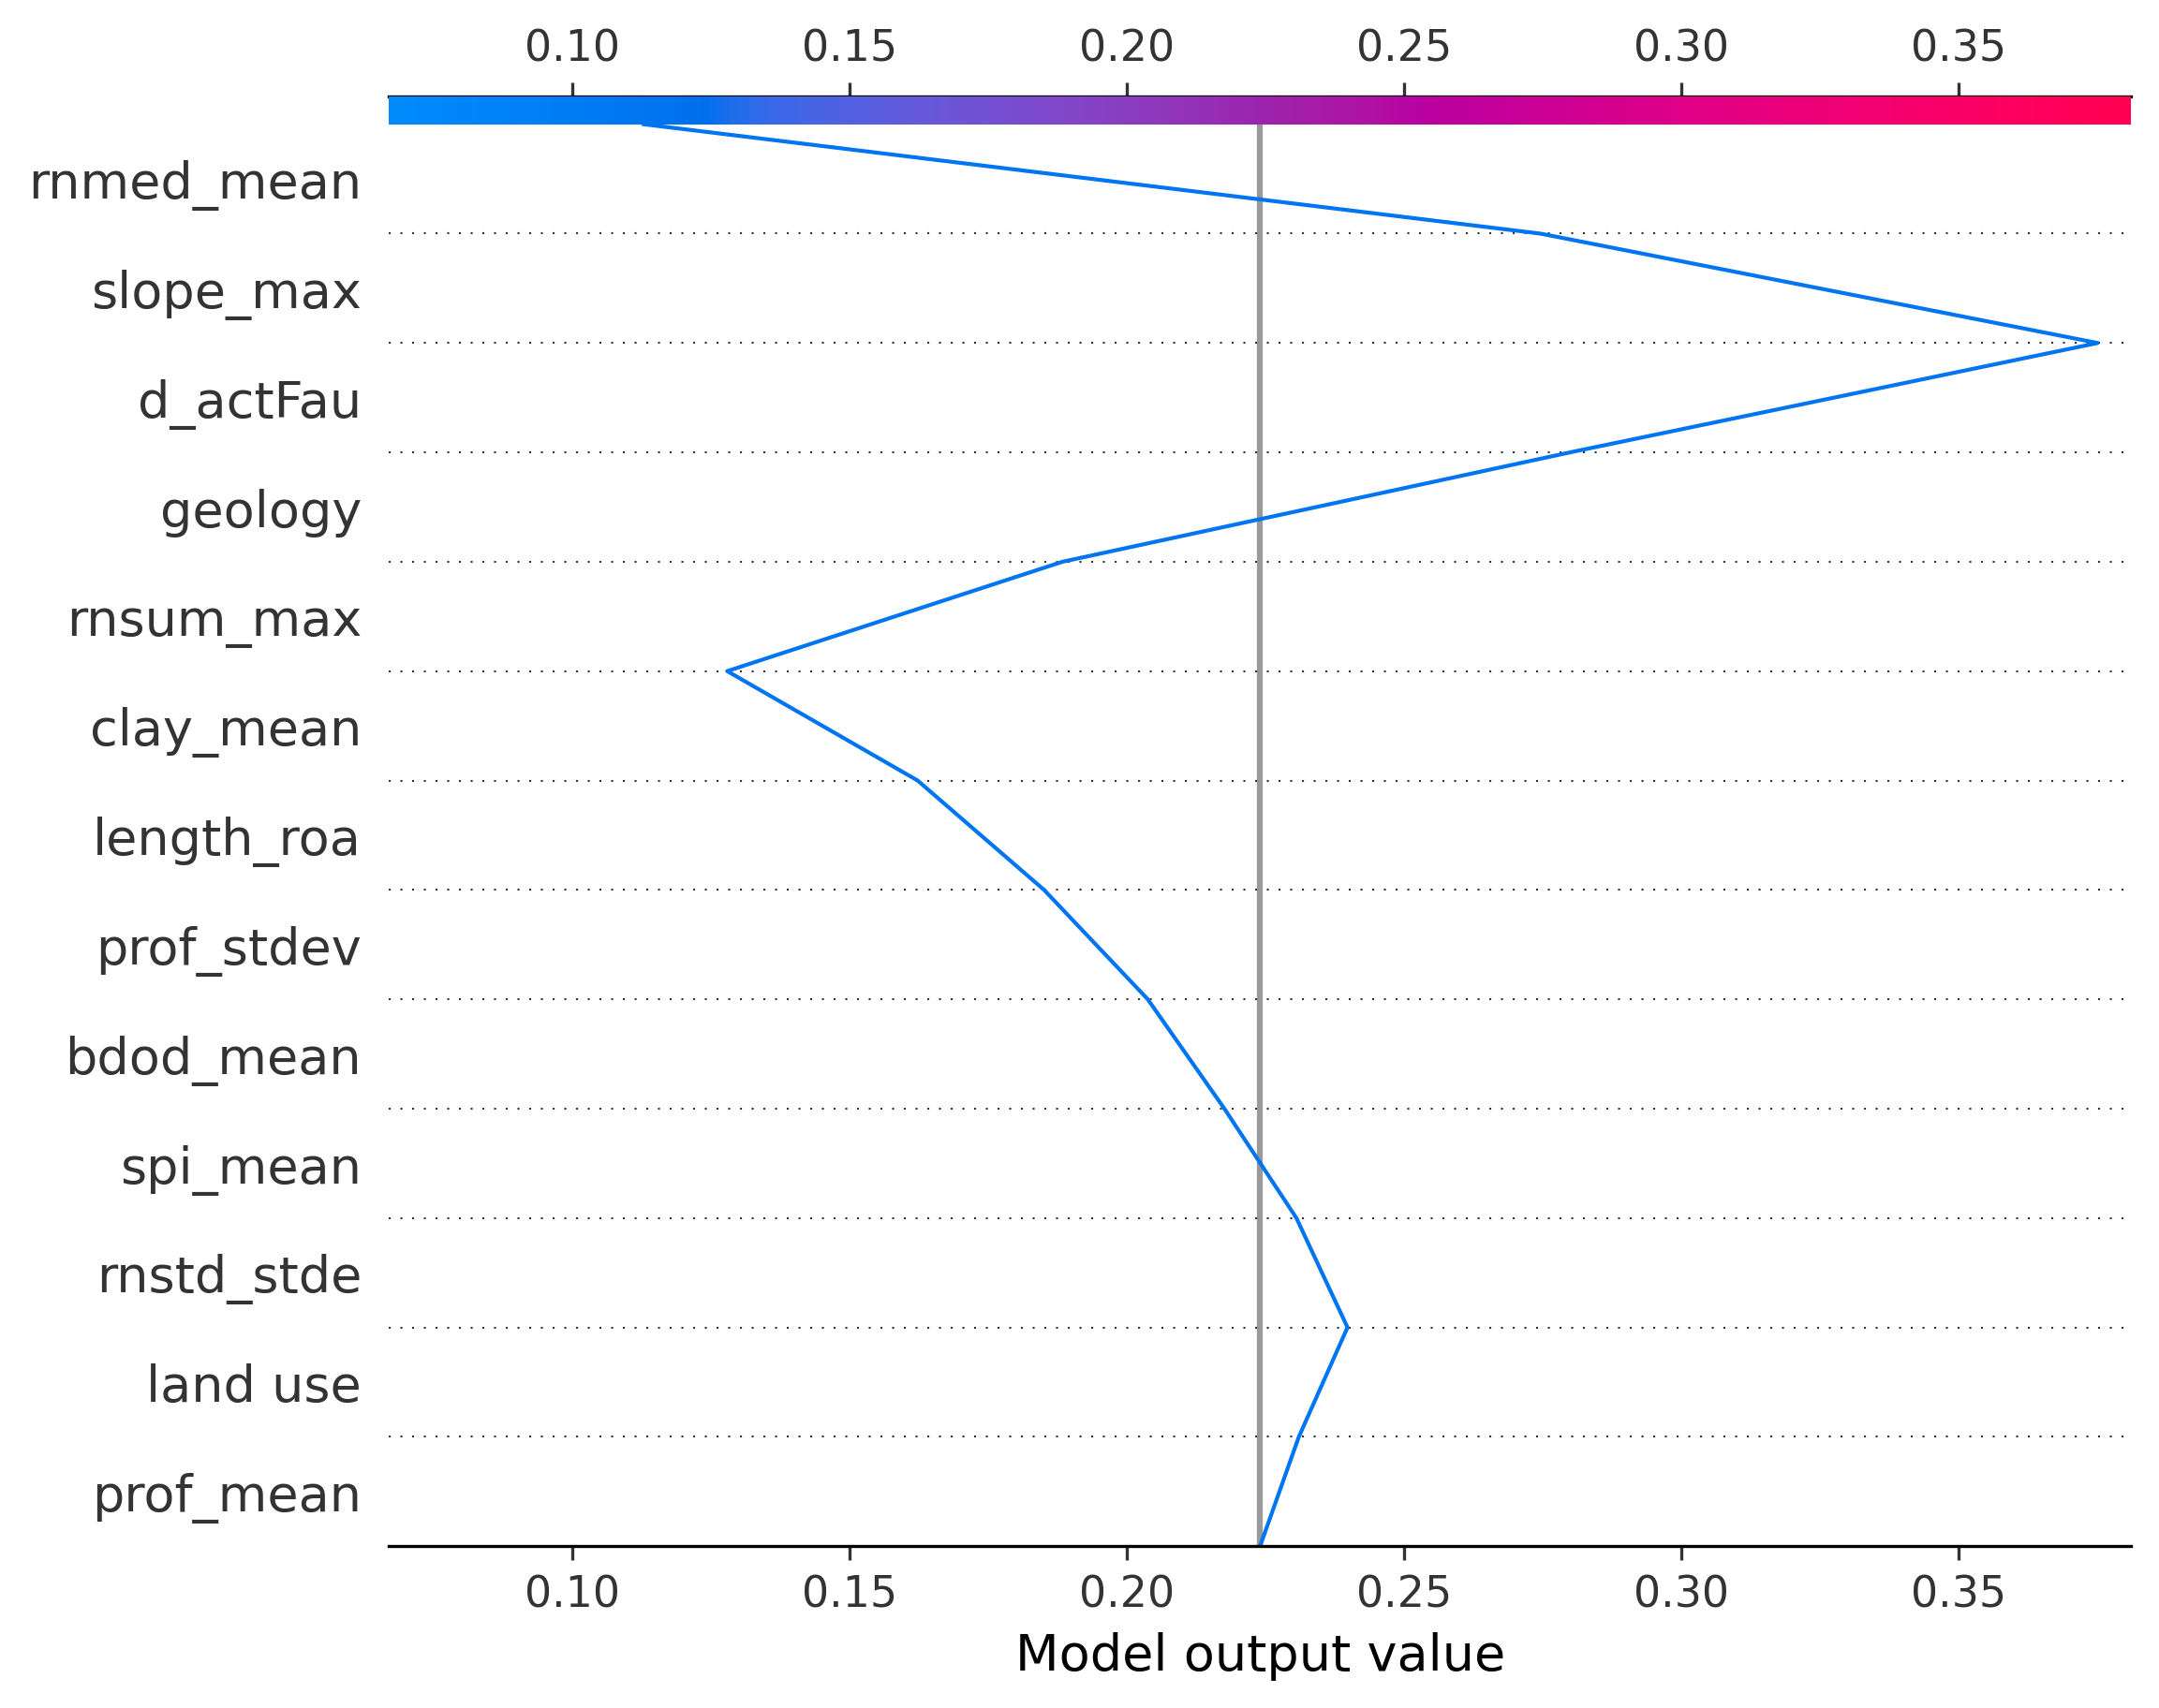 0.10 0.15 0.20 0.25 0.30 0.35
rnmed_mean
slope_max
d_actFau
geology
rnsum_max
clay_mean
length_roa
prof_stdev
bdod_mean
spi_mean
rnstd_stde
land use
prof_mean
0.10 0.15 0.20 0.25 0.30 0.35
Model output value